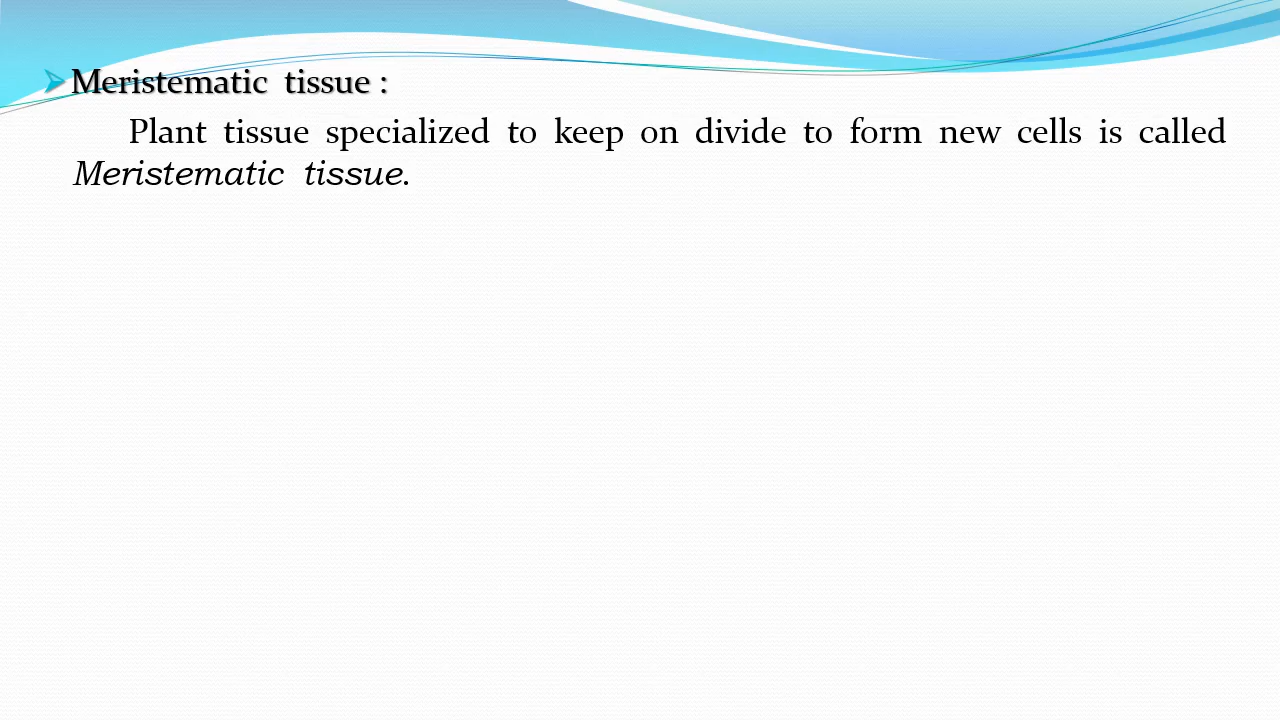 Meristematic tissue :
Plant tissue specialized to keep on divide to form new cells is called
Meristematic tissue.